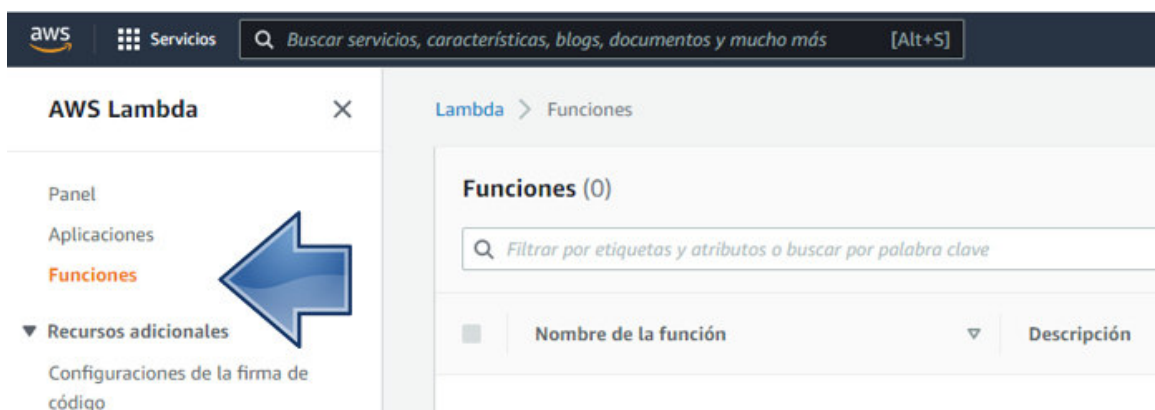 aws
Servicios
Buscar servicios, características, blogs, documentos y mucho más
[Alt+S]
AWS Lambda
Panel
Aplicaciones
Funciones
Recursos adicionales
Configuraciones de la firma de
código
Lambda > Funciones
Funciones (0)
Filtrar por etiquetas y atributos o buscar por palabra clave
Nombre de la función
Descripción